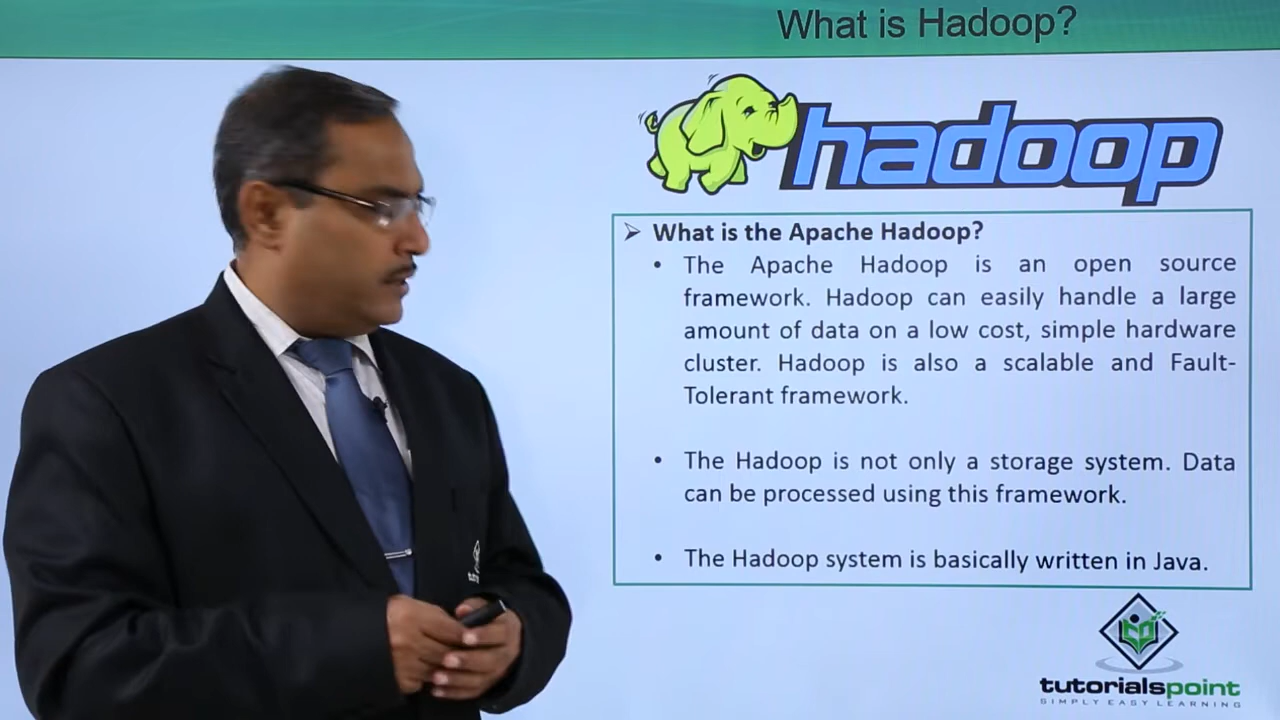 What is Hadoop?
hadoop
➢ What is the Apache Hadoop?
• The Apache Hadoop is an open source
framework. Hadoop can easily handle a large
amount of data on a low cost, simple hardware
cluster. Hadoop is also a scalable and Fault-
Tolerant framework.
• The Hadoop is not only a storage system. Data
can be processed using this framework.
• The Hadoop system is basically written in Java.
tutorialspoint
SIMPLY EASY LEARNING